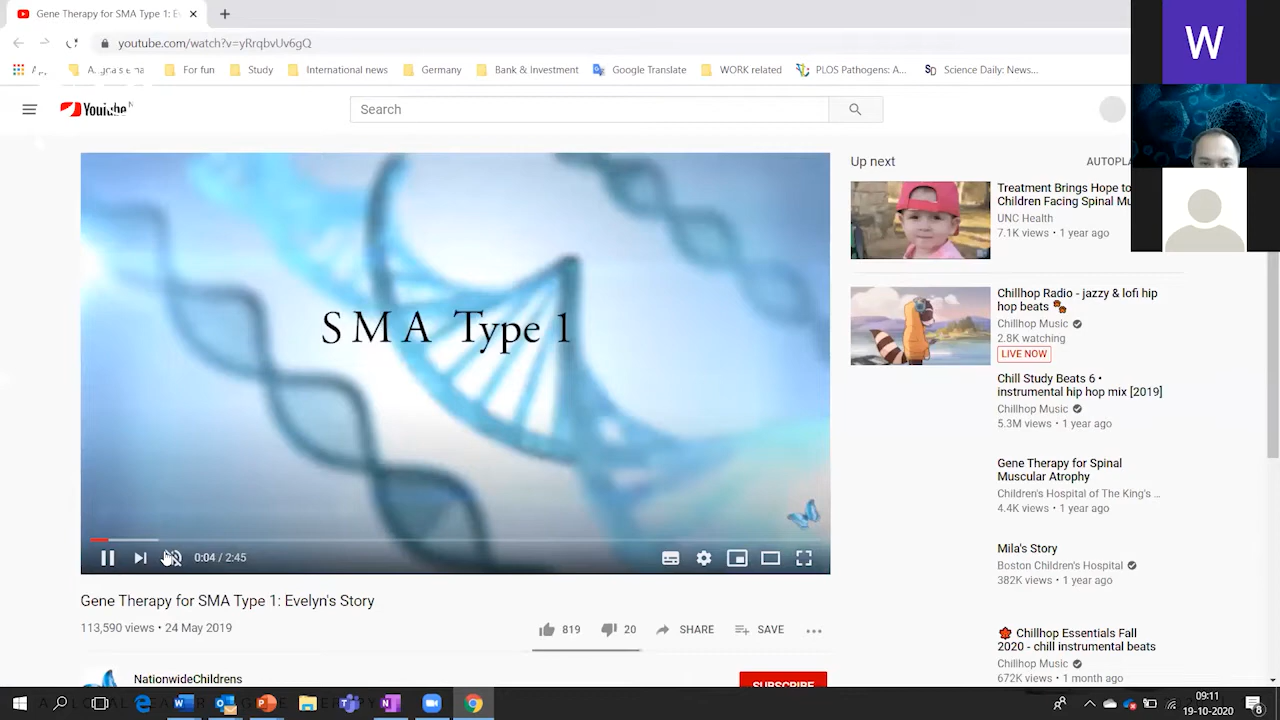 Gene Therapy for SMA Type 1: E
youtube.com/watch?v=yRrqbvUv6gQ
For fun
Study
International news
Germany
Bank & Investment
Google Translate
WORK related
PLOS Pathogens: A...
Science Daily: News...
W
YouTube
Search
SMA Type 1
0:04 / 2:45
Gene Therapy for SMA Type 1: Evelyn's Story
113,590 views • 24 May 2019
819
20
SHARE
SAVE
NationwideChildrens
SUBSCRIBE
Up next
AUTOPLA
Treatment Brings Hope to
Children Facing Spinal Mu
UNC Health
7.1K views • 1 year ago
Chillhop Radio - jazzy & lofi hip
hop beats
Chillhop Music
2.8K watching
LIVE NOW
Chill Study Beats 6 •
instrumental hip hop mix [2019]
Chillhop Music
5.3M views • 1 year ago
Gene Therapy for Spinal
Muscular Atrophy
Children's Hospital of The King's ...
4.4K views • 1 year ago
Mila's Story
Boston Children's Hospital
382K views • 1 year ago
Chillhop Essentials Fall
2020 - chill instrumental beats
Chillhop Music
672K views • 1 month ago
09:11
19-10-2020
8